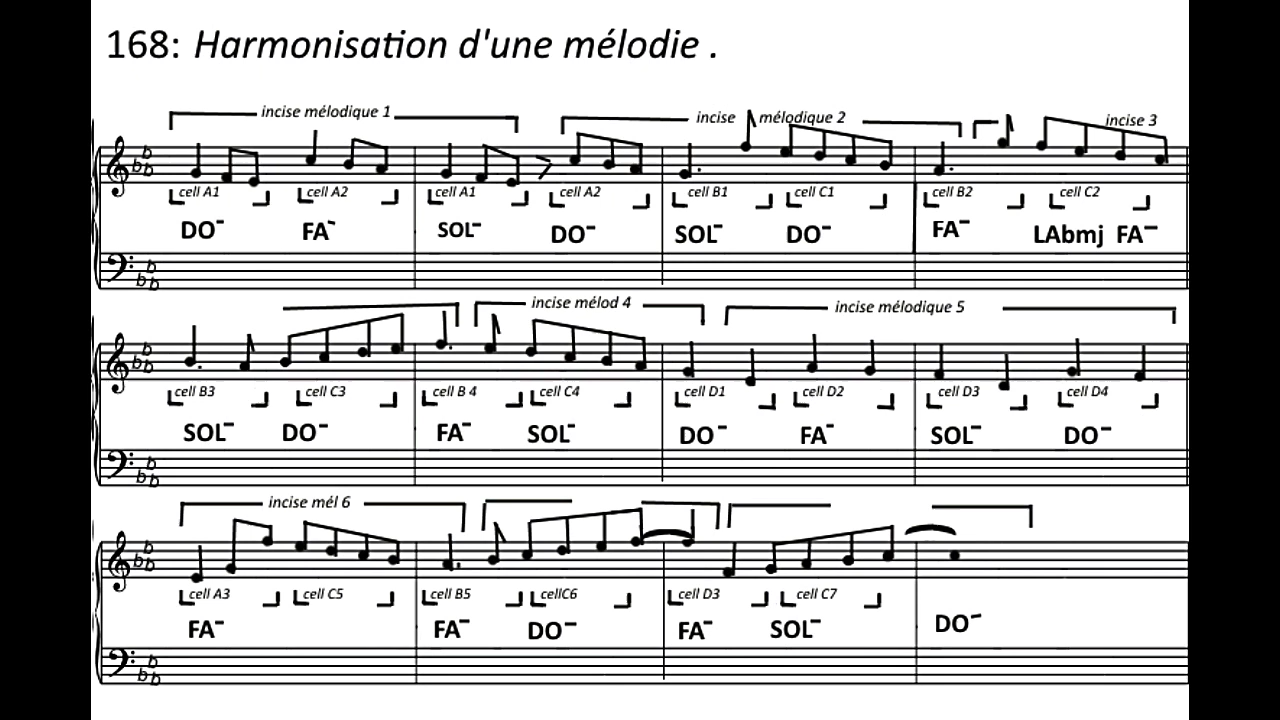 168: Harmonisation d'une mélodie .
incise mélodique 1 incise mélodique 2 incise 3
cell A1 cell A2 cell A1 cell A2 cell B1 cell C1 cell B2 cell C2
DO- FA- SOL- DO- SOL- DO- FA- LAbmj FA-
incise mélod 4 incise mélodique 5
cell B3 cell C3 cell B 4 cell C4 cell D1 cell D2 cell D3 cell D4
SOL- DO- FA- SOL- DO- FA- SOL- DO-
incise mél 6
cell A3 cell C5 cell B5 cellC6 cell D3 cell C7
FA- FA- DO- FA- SOL- DO-